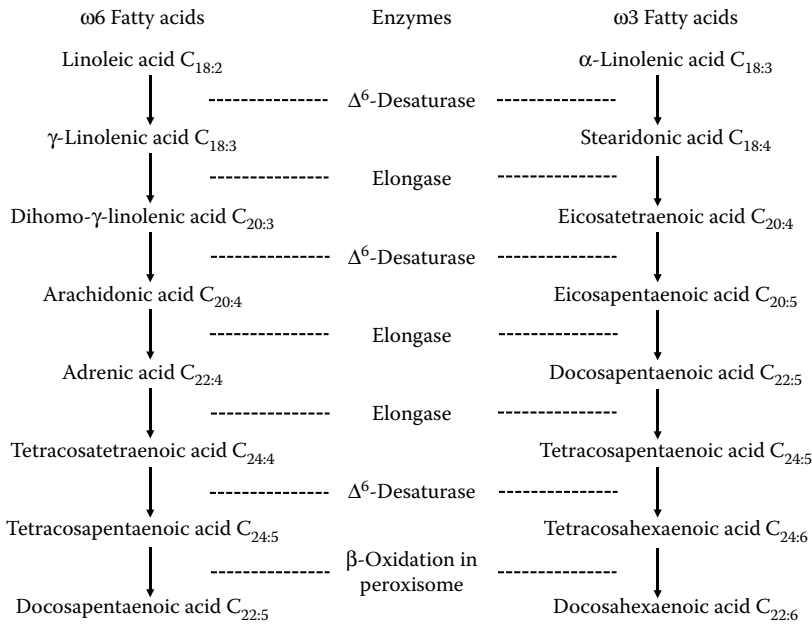 ω6 Fatty acids Enzymes ω3 Fatty acids
Linoleic acid C18:2 α-Linolenic acid C18:3
Δ6-Desaturase
γ-Linolenic acid C18:3 Stearidonic acid C18:4
Elongase
Dihomo-γ-linolenic acid C20:3 Eicosatetraenoic acid C20:4
Δ6-Desaturase
Arachidonic acid C20:4 Eicosapentaenoic acid C20:5
Elongase
Adrenic acid C22:4 Docosapentaenoic acid C22:5
Elongase
Tetracosatetraenoic acid C24:4 Tetracosapentaenoic acid C24:5
Δ6-Desaturase
Tetracosapentaenoic acid C24:5 Tetracosahexaenoic acid C24:6
β-Oxidation in
peroxisome
Docosapentaenoic acid C22:5 Docosahexaenoic acid C22:6